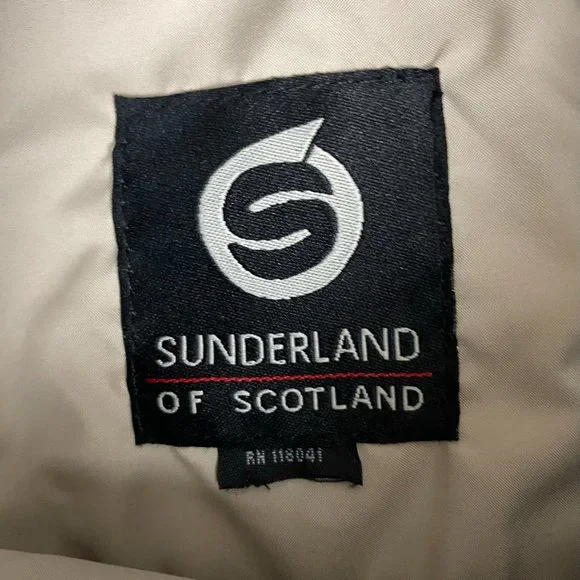 SUNDERLAND
OF SCOTLAND
RN 118041